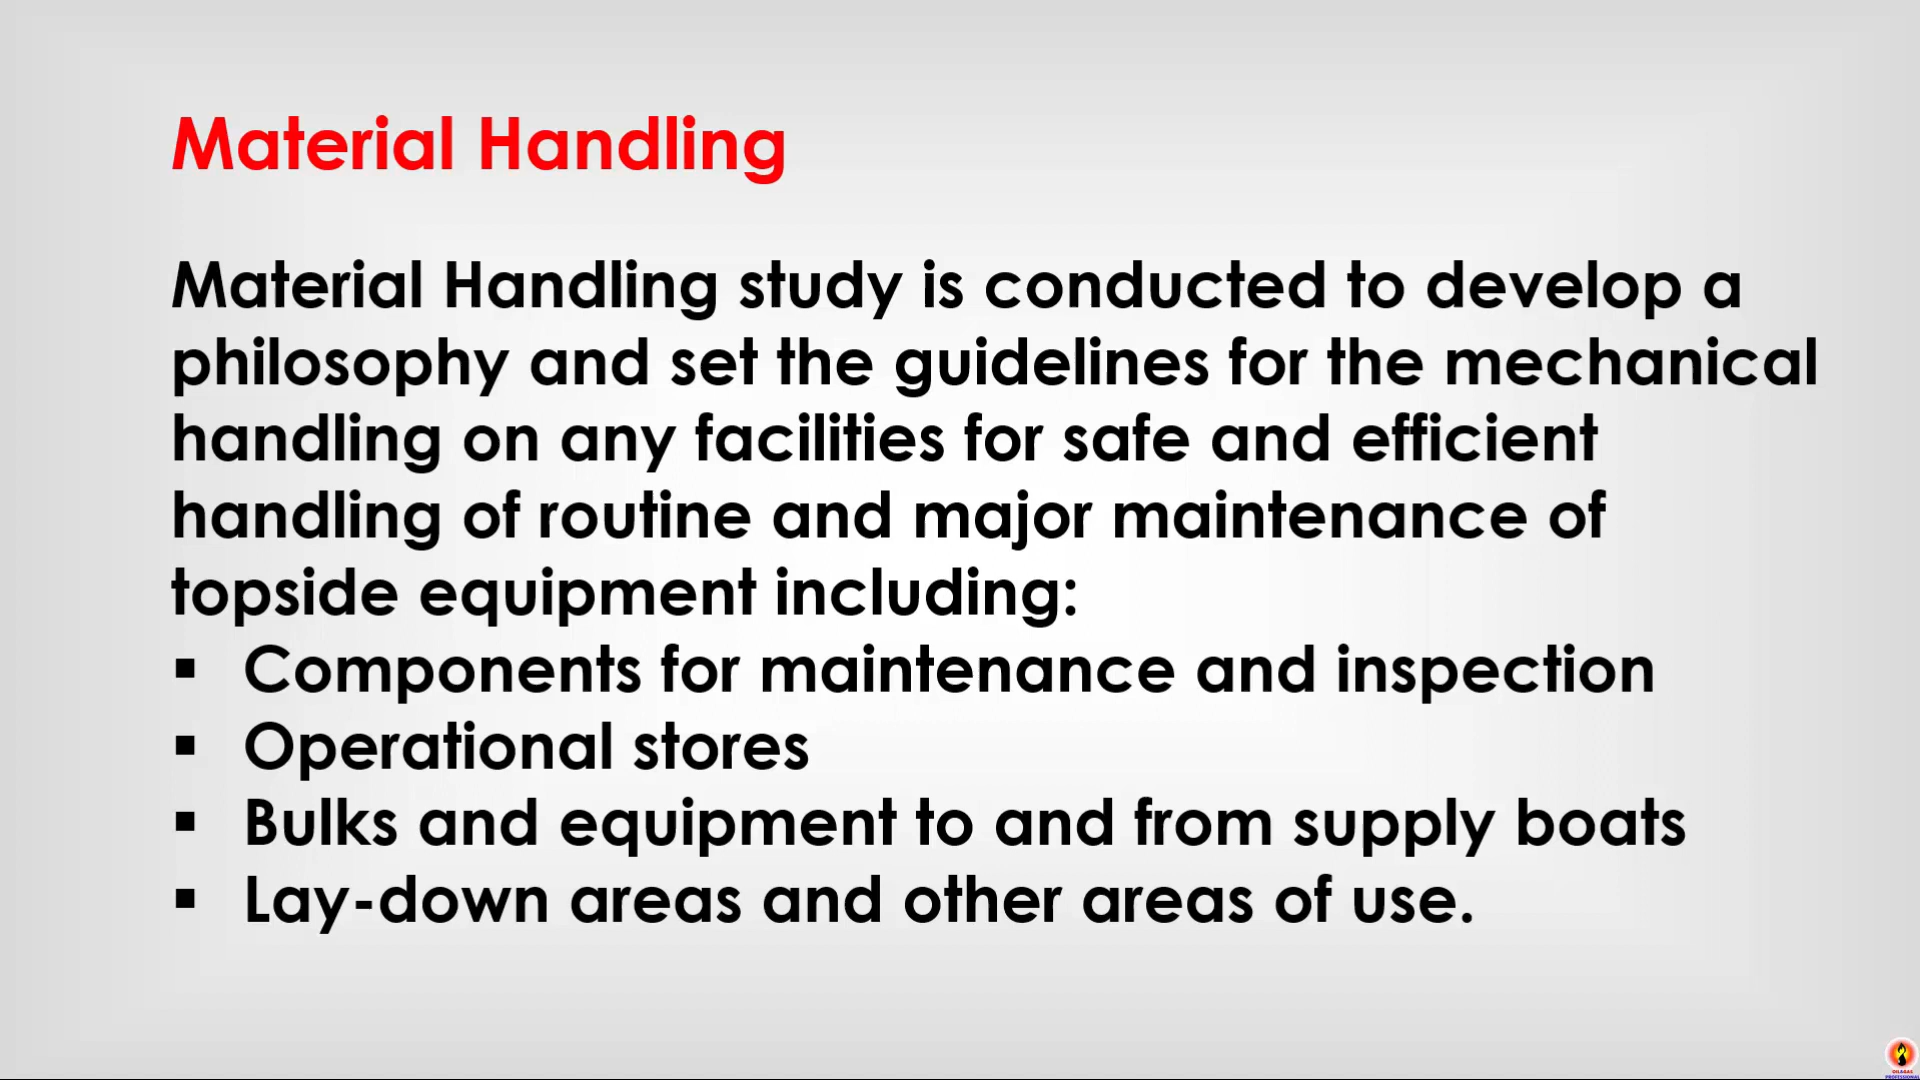 Material Handling
Material Handling study is conducted to develop a
philosophy and set the guidelines for the mechanical
handling on any facilities for safe and efficient
handling of routine and major maintenance of
topside equipment including:
▪ Components for maintenance and inspection
▪ Operational stores
▪ Bulks and equipment to and from supply boats
▪ Lay-down areas and other areas of use.
OIL&GAS
PROFESSIONAL